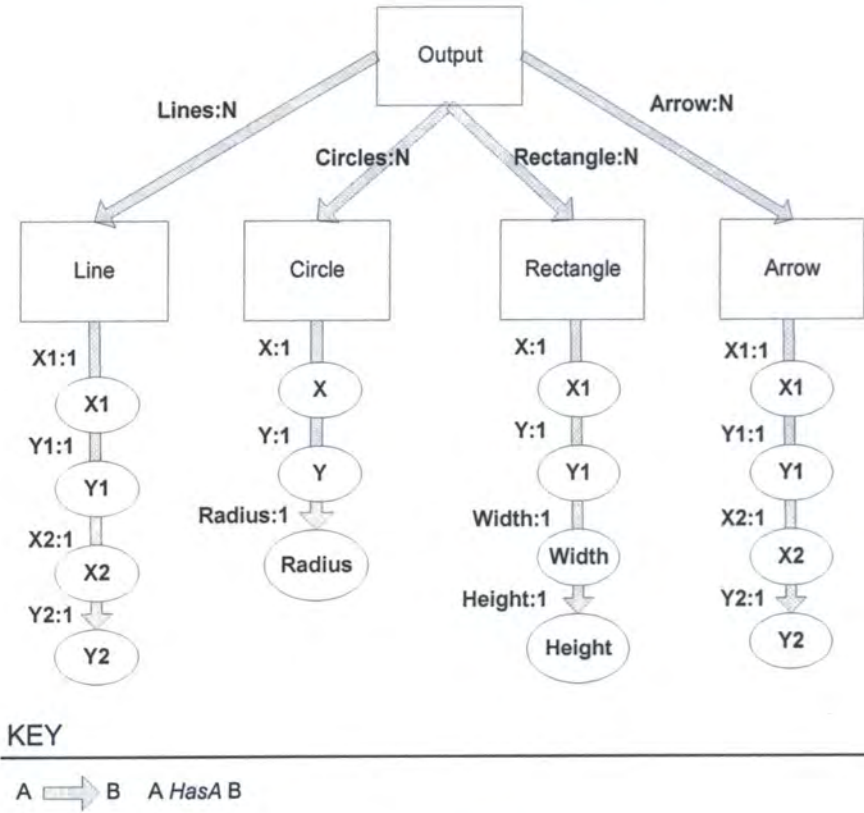 Output
Lines:N
Arrow:N
Circles:N
Rectangle:N
Line
Circle
Rectangle
Arrow
X1:1
X1
Y1:1
Y1
X2:1
X2
Y2:1
Y2
X:1
X
Y:1
Y
Radius:1
Radius
X:1
X1
Y:1
Y1
Width:1
Width
Height:1
Height
X1:1
X1
Y1:1
Y1
X2:1
X2
Y2:1
Y2
KEY
A B A HasA B